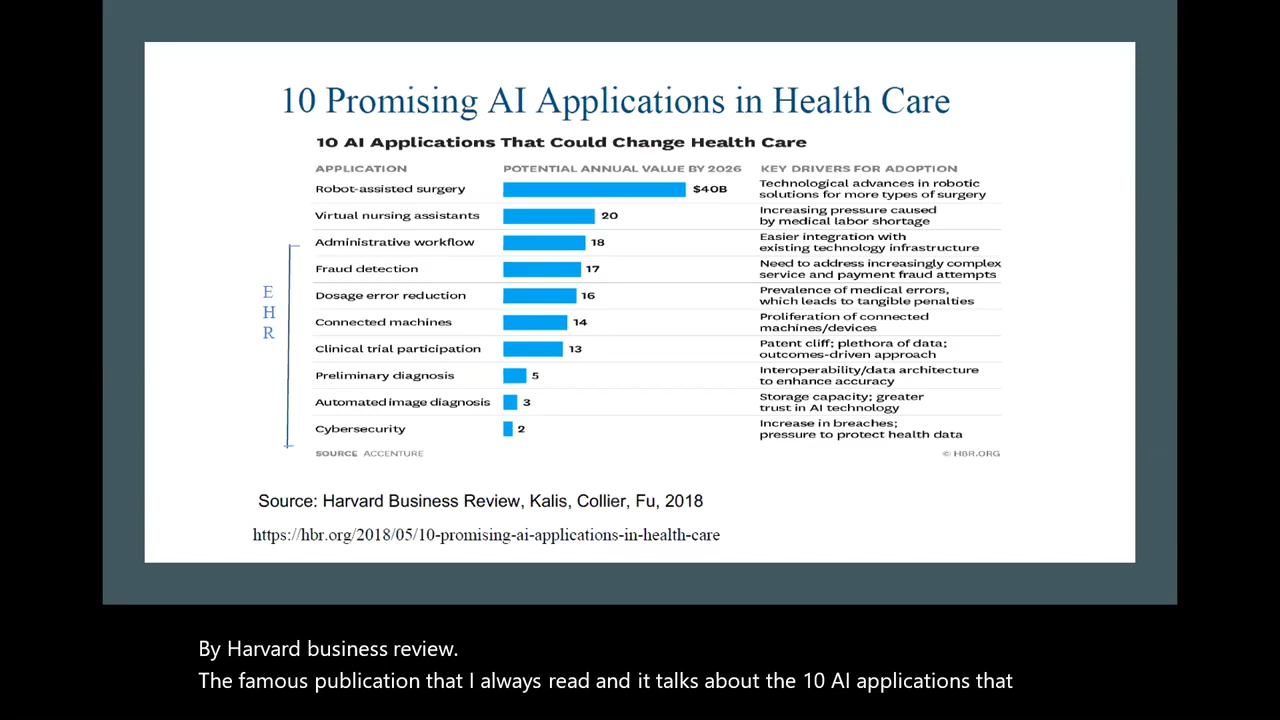 10 Promising AI Applications in Health Care
10 AI Applications That Could Change Health Care
APPLICATION POTENTIAL ANNUAL VALUE BY 2026 KEY DRIVERS FOR ADOPTION
Robot-assisted surgery $40B Technological advances in robotic
solutions for more types of surgery
Virtual nursing assistants 20 Increasing pressure caused
by medical labor shortage
Administrative workflow 18 Easier integration with
existing technology infrastructure
Fraud detection 17 Need to address increasingly complex
service and payment fraud attempts
Dosage error reduction 16 Prevalence of medical errors,
which leads to tangible penalties
Connected machines 14 Proliferation of connected
machines/devices
Clinical trial participation 13 Patent cliff; plethora of data;
outcomes-driven approach
Preliminary diagnosis 5 Interoperability/data architecture
to enhance accuracy
Automated image diagnosis 3 Storage capacity; greater
trust in AI technology
Cybersecurity 2 Increase in breaches;
pressure to protect health data
E
H
R
SOURCE ACCENTURE © HBR.ORG
Source: Harvard Business Review, Kalis, Collier, Fu, 2018
https://hbr.org/2018/05/10-promising-ai-applications-in-health-care
By Harvard business review.
The famous publication that I always read and it talks about the 10 AI applications that